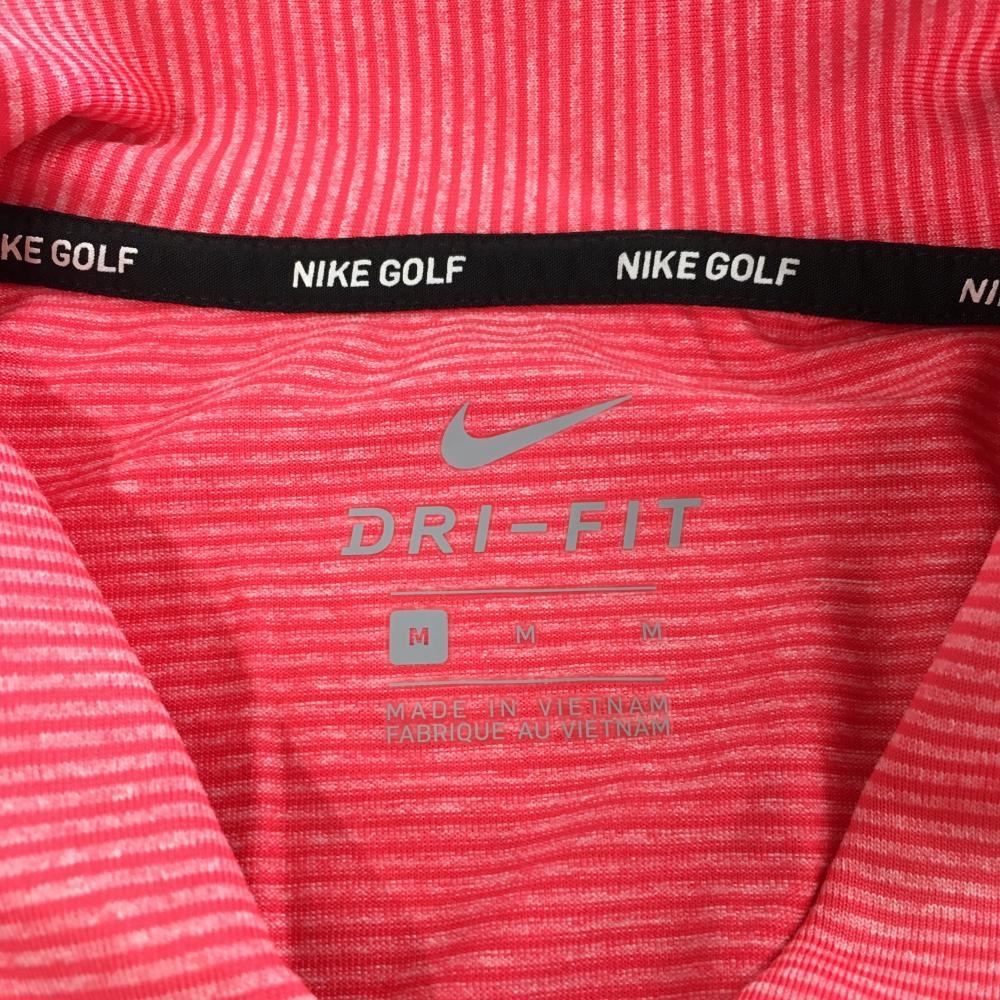 KE GOLF NIKE GOLF NIKE GOLF NI
DRI-FIT
M M M
MADE IN VIETNAM
FABRIQUE AU VIETNAM